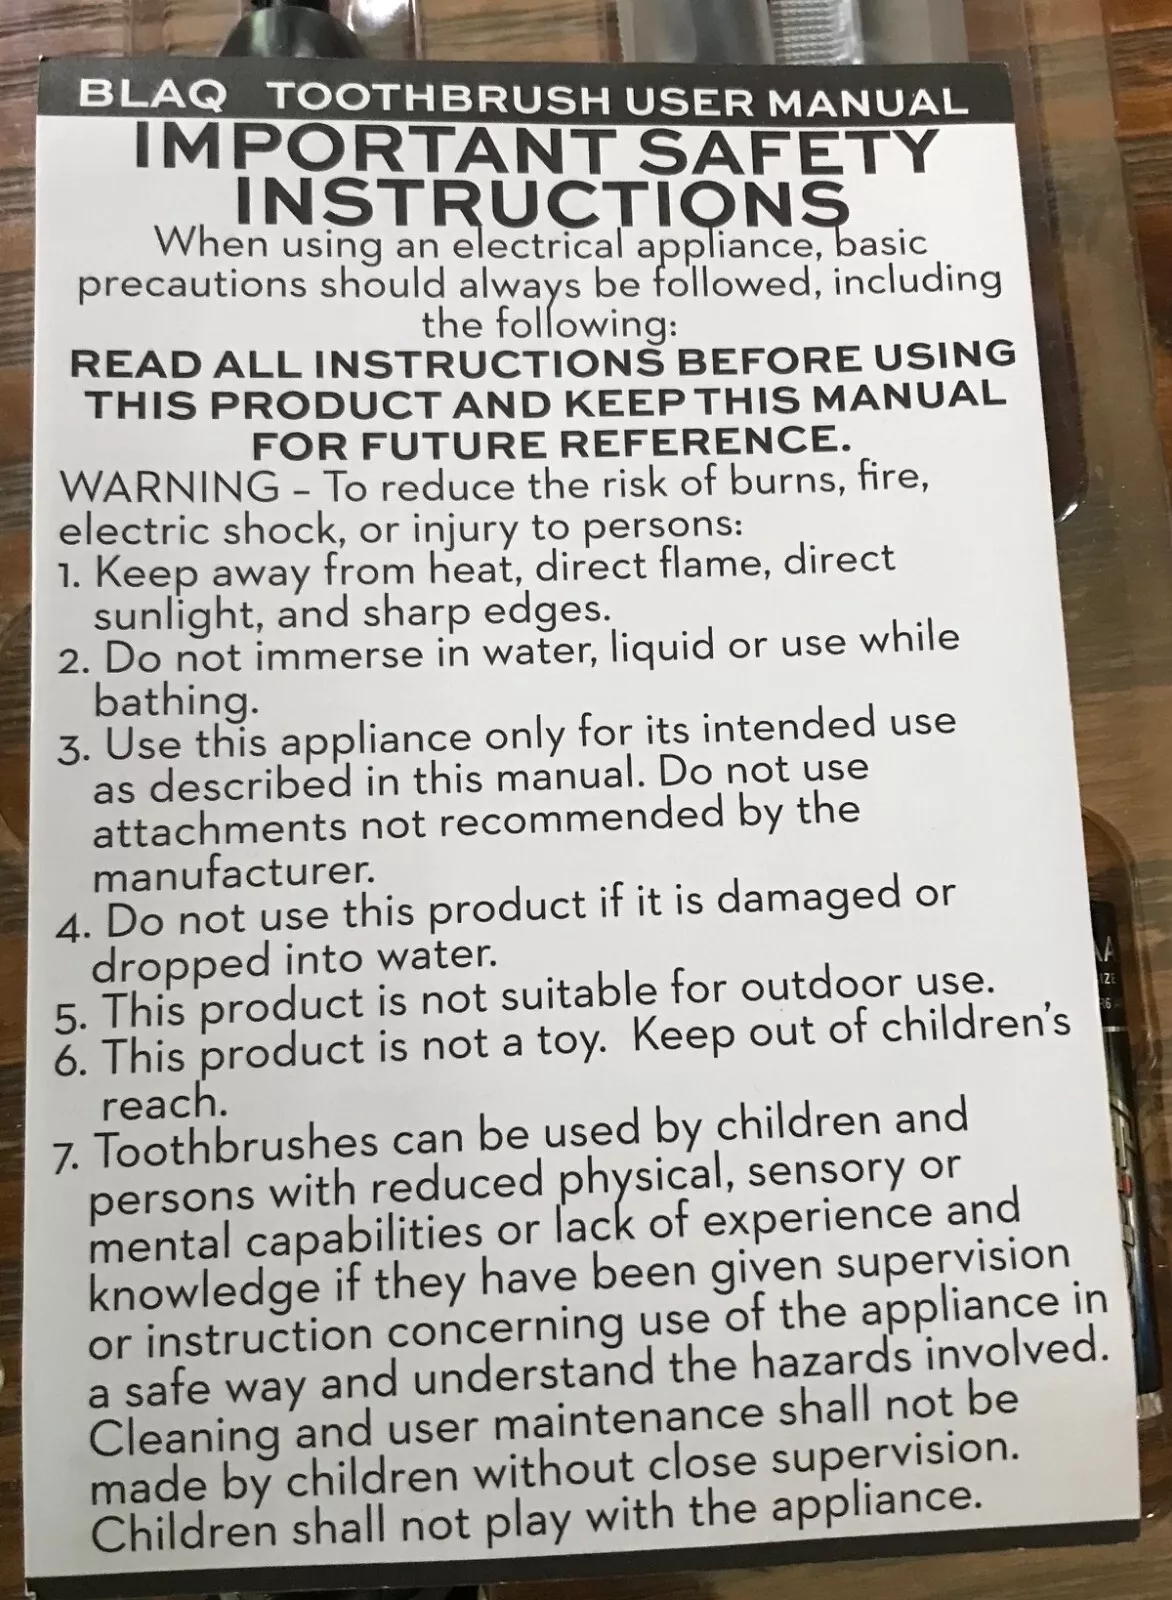 BLAQ TOOTHBRUSH USER MANUAL
IMPORTANT SAFETY
INSTRUCTIONS
When using an electrical appliance, basic
precautions should always be followed, including
the following:
READ ALL INSTRUCTIONS BEFORE USING
THIS PRODUCT AND KEEP THIS MANUAL
FOR FUTURE REFERENCE.
WARNING - To reduce the risk of burns, fire,
electric shock, or injury to persons:
1. Keep away from heat, direct flame, direct
sunlight, and sharp edges.
2. Do not immerse in water, liquid or use while
bathing.
3. Use this appliance only for its intended use
as described in this manual. Do not use
attachments not recommended by the
manufacturer.
4. Do not use this product if it is damaged or
dropped into water.
5. This product is not suitable for outdoor use.
6. This product is not a toy. Keep out of children's
reach.
7. Toothbrushes can be used by children and
persons with reduced physical, sensory or
mental capabilities or lack of experience and
knowledge if they have been given supervision
or instruction concerning use of the appliance in
a safe way and understand the hazards involved.
Cleaning and user maintenance shall not be
made by children without close supervision.
Children shall not play with the appliance.